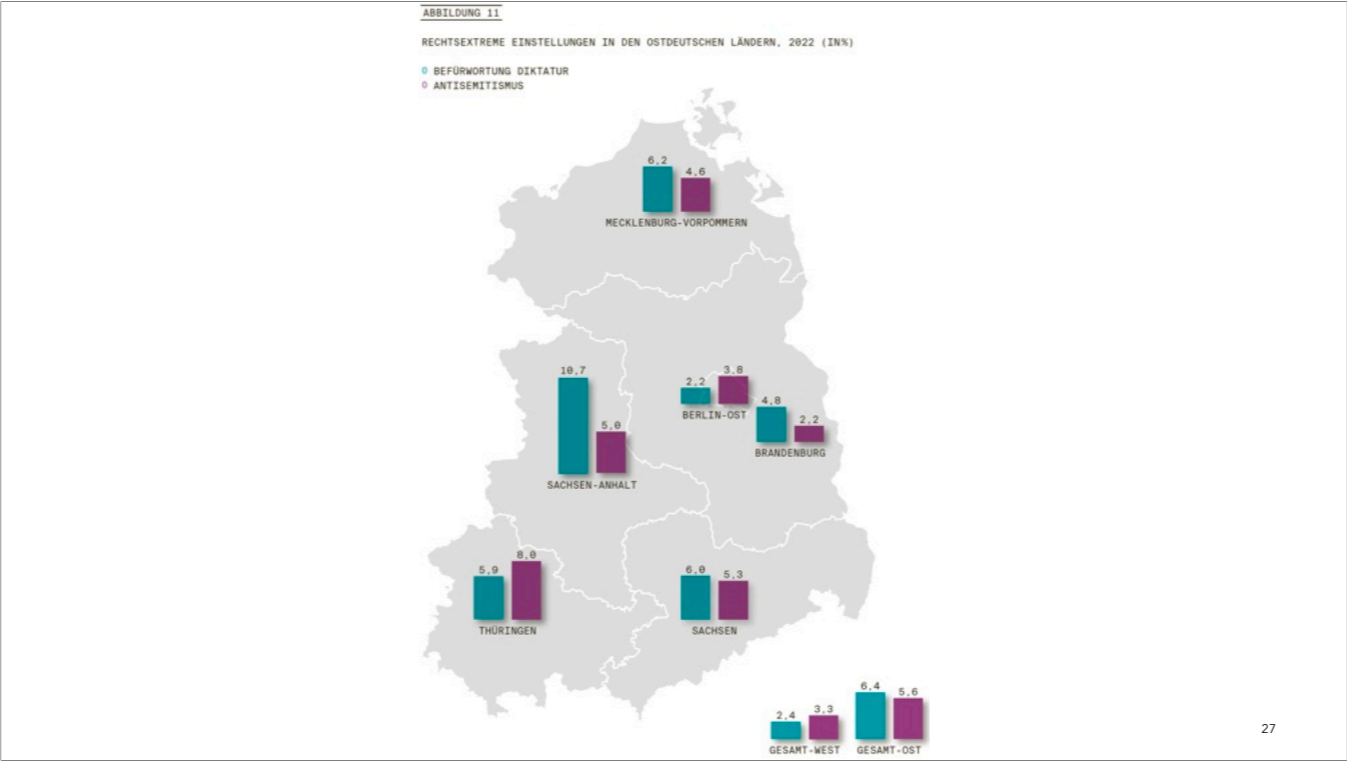 ABBILDUNG 11
RECHTSEXTREME EINSTELLUNGEN IN DEN OSTDEUTSCHEN LÄNDERN, 2022 (IN%)
0 BEFÜRWORTUNG DIKTATUR
0 ANTISEMITISMUS
6,2 4,6
MECKLENBURG-VORPOMMERN
10,7 5,0
SACHSEN-ANHALT
2,2 3,8
BERLIN-OST
4,8 2,2
BRANDENBURG
5,9 8,0
THÜRINGEN
6,0 5,3
SACHSEN
2,4 3,3
GESAMT-WEST
6,4 5,6
GESAMT-OST
27